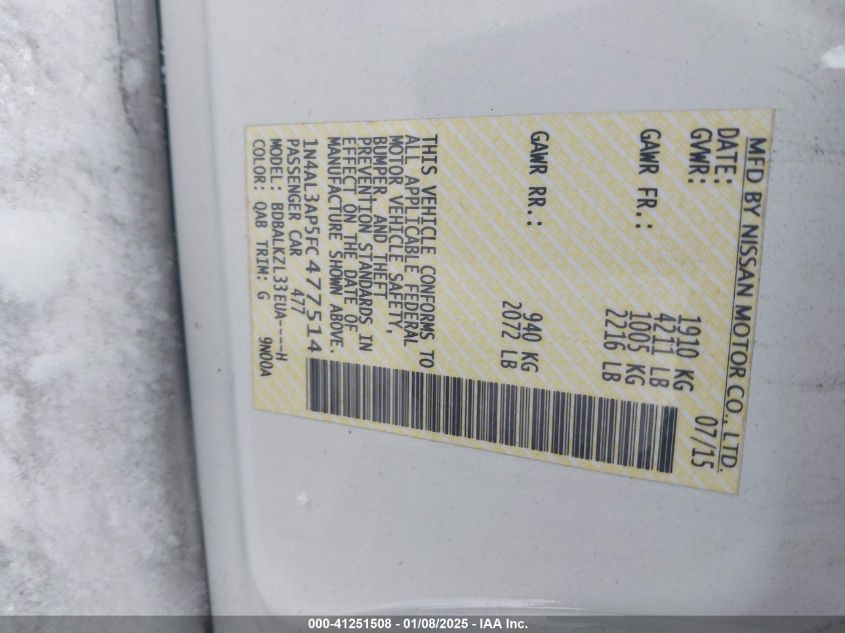 MFD BY NISSAN MOTOR CO., LTD.
DATE: 07/15
GVWR: 1910 KG
4211 LB
GAWR FR.: 1005 KG
2216 LB
GAWR RR.: 940 KG
2072 LB
THIS VEHICLE CONFORMS TO
ALL APPLICABLE FEDERAL
MOTOR VEHICLE SAFETY,
BUMPER, AND THEFT
PREVENTION STANDARDS IN
EFFECT ON THE DATE OF
MANUFACTURE SHOWN ABOVE.
1N4AL3AP5FC477514
PASSENGER CAR 477
MODEL: BDBALKZL33EUA----H
COLOR: QAB TRIM: G 9N00A
000-41251508 - 01/08/2025 - IAA Inc.